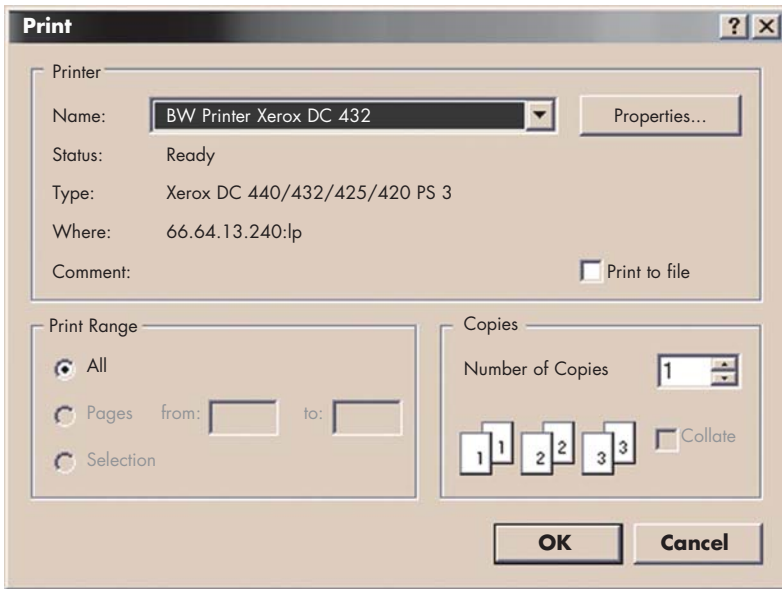 Print
Printer
Name: BW Printer Xerox DC 432 Properties...
Status: Ready
Type: Xerox DC 440/432/425/420 PS 3
Where: 66.64.13.240:lp
Comment: Print to file
Print Range
All
Pages from: to:
Selection
Copies
Number of Copies 1
1 1 2 2 3 3 Collate
OK Cancel